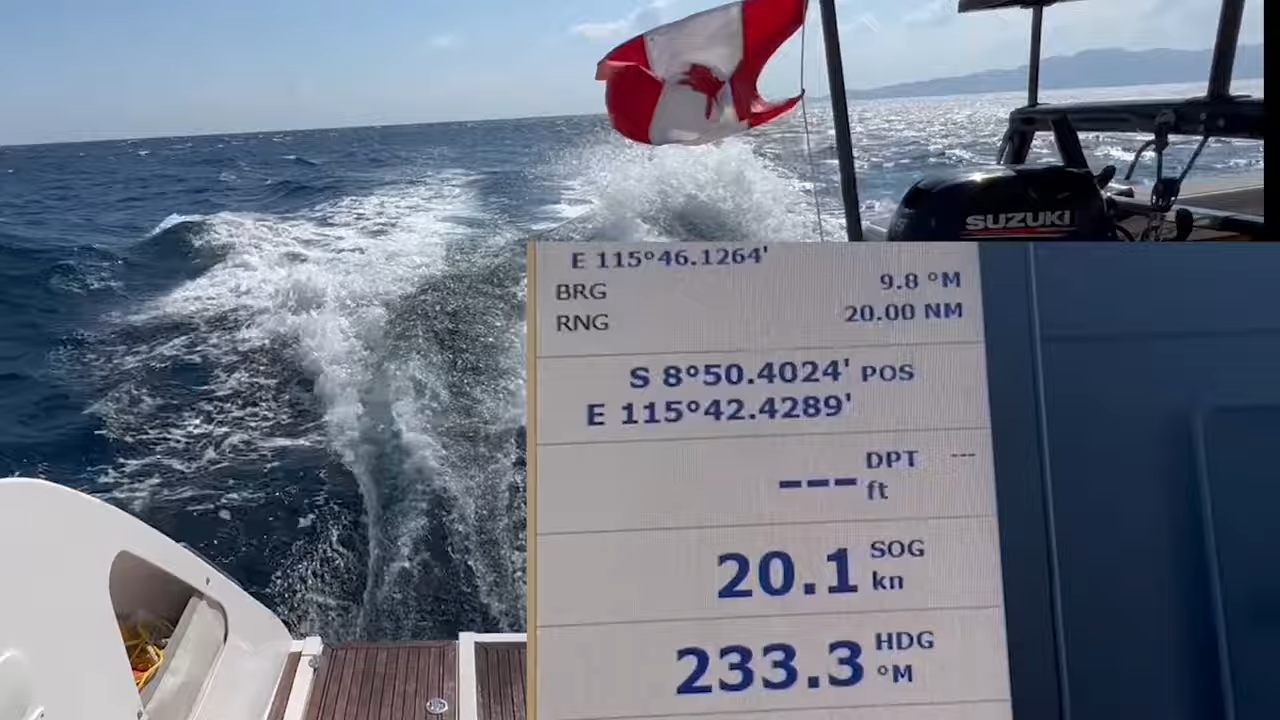 SUZUKI
E 115°46.1264'
BRG 9.8 °M
RNG 20.00 NM
S 8°50.4024' POS
E 115°42.4289'
--- DPT ---
ft
20.1 SOG
kn
233.3 HDG
°M